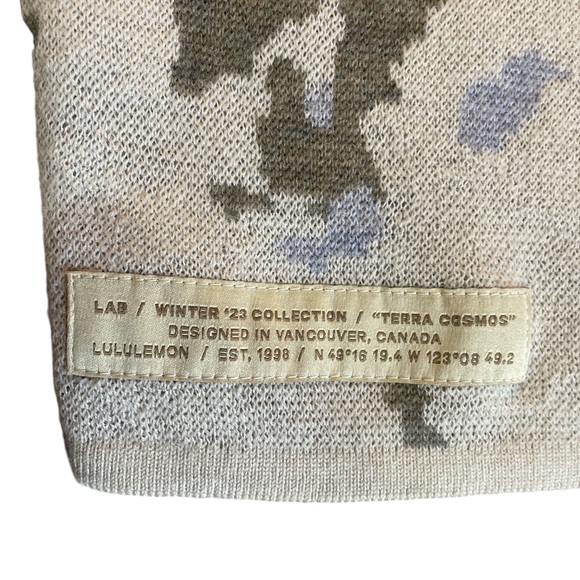 LAB / WINTER '23 COLLECTION / "TERRA COSMOS"
DESIGNED IN VANCOUVER, CANADA
LULULEMON / EST, 1998 / N 49°16 19.4 W 123°08 49.2